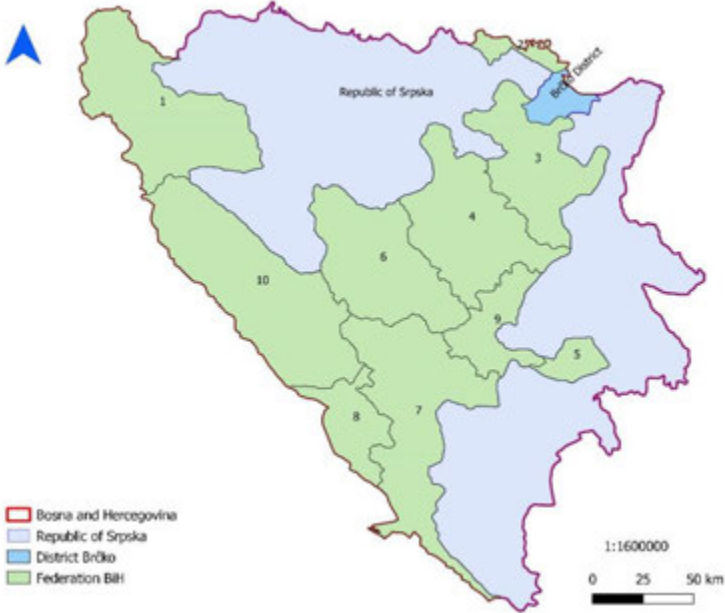 Republic of Srpska
District
1
3
4
6
10
9
5
8
7
Bosna and Hercegovina
Republic of Srpska
District Brčko
Federation BiH
1:1600000
0 25 50 km